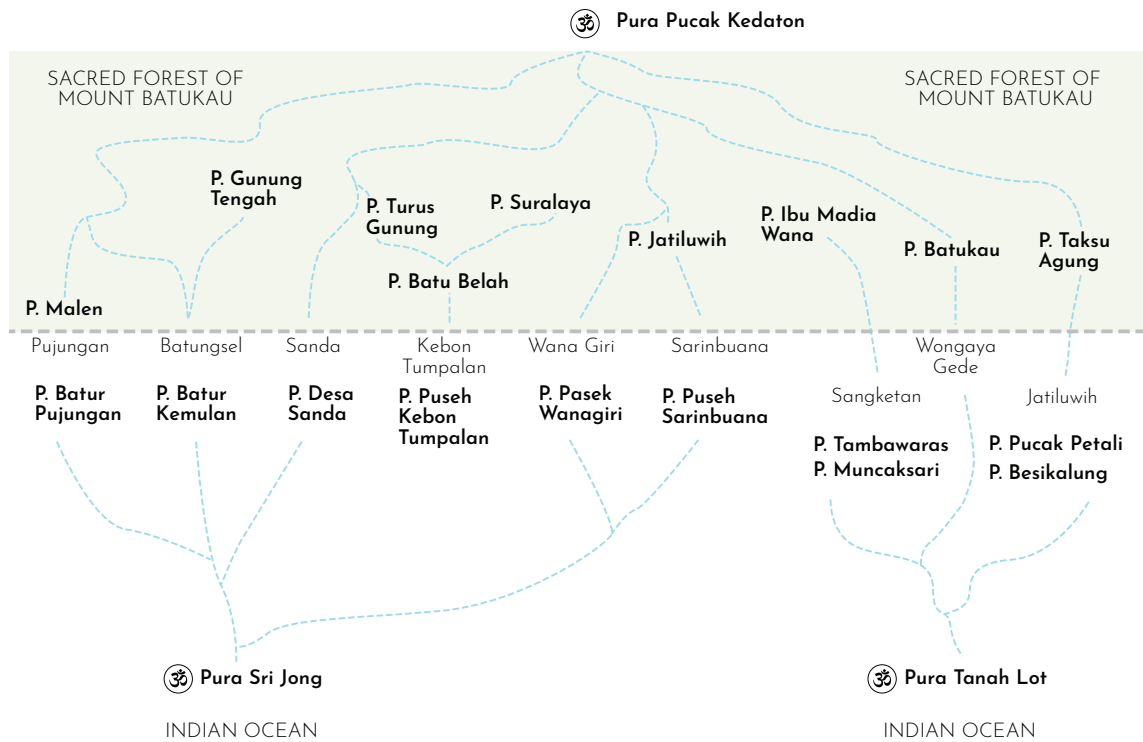 ॐ Pura Pucak Kedaton
SACRED FOREST OF
MOUNT BATUKAU
SACRED FOREST OF
MOUNT BATUKAU
P. Gunung
Tengah
P. Turus
Gunung
P. Suralaya
P. Jatiluwih
P. Ibu Madia
Wana
P. Batukau
P. Taksu
Agung
P. Batu Belah
P. Malen
Pujungan
Batungsel
Sanda
Kebon
Tumpalan
Wana Giri
Sarinbuana
Wongaya
Gede
Sangketan
Jatiluwih
P. Batur
Pujungan
P. Batur
Kemulan
P. Desa
Sanda
P. Puseh
Kebon
Tumpalan
P. Pasek
Wanagiri
P. Puseh
Sarinbuana
P. Tambawaras
P. Muncaksari
P. Pucak Petali
P. Besikalung
ॐ Pura Sri Jong
ॐ Pura Tanah Lot
INDIAN OCEAN
INDIAN OCEAN